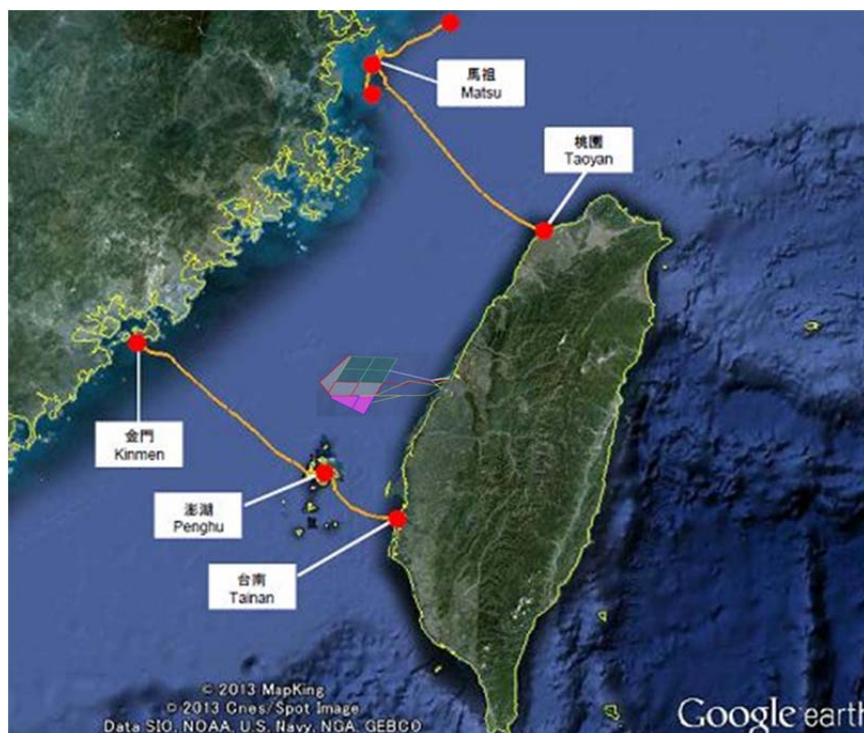 馬祖
Matsu
桃園
Taoyan
金門
Kinmen
澎湖
Penghu
台南
Tainan
© 2013 MapKing
© 2013 Cnes/Spot Image
Data SIO, NOAA, U.S. Navy, NGA, GEBCO
Google earth